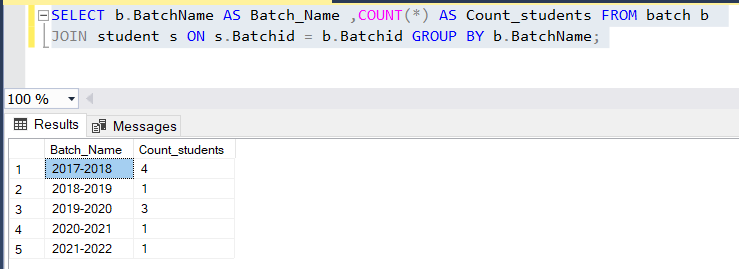 SELECT b.BatchName AS Batch_Name ,COUNT(*) AS Count_students FROM batch b
JOIN student s ON s.Batchid = b.Batchid GROUP BY b.BatchName;
100 %
Results Messages
Batch_Name Count_students
1 2017-2018 4
2 2018-2019 1
3 2019-2020 3
4 2020-2021 1
5 2021-2022 1